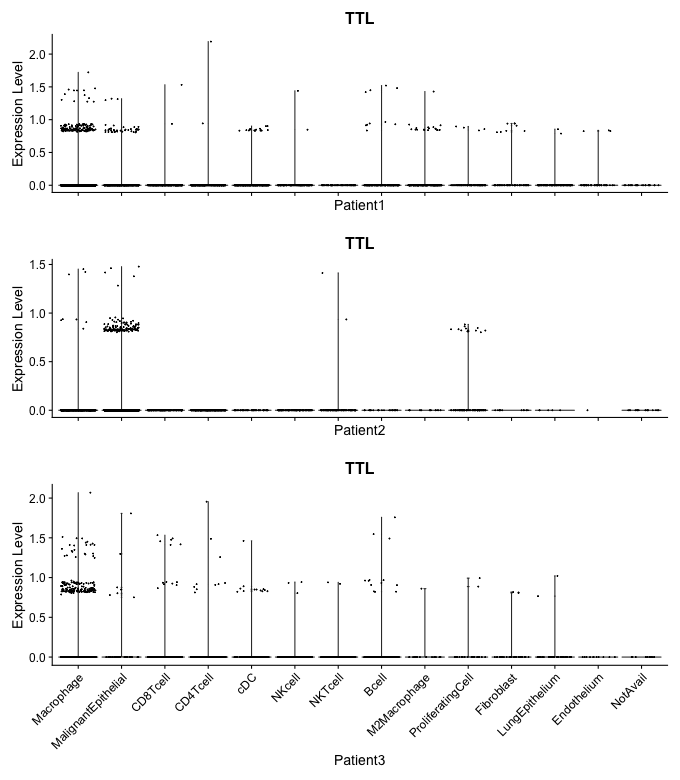 TTL
Expression Level
2.0
1.5
1.0
0.5
0.0
Patient1
TTL
Expression Level
1.5
1.0
0.5
0.0
Patient2
TTL
Expression Level
2.0
1.5
1.0
0.5
0.0
Macrophage
MalignantEpithelial
CD8Tcell
CD4Tcell
cDC
NKcell
NKTcell
Bcell
M2Macrophage
ProliferatingCell
Fibroblast
LungEpithelium
Endothelium
NotAvail
Patient3